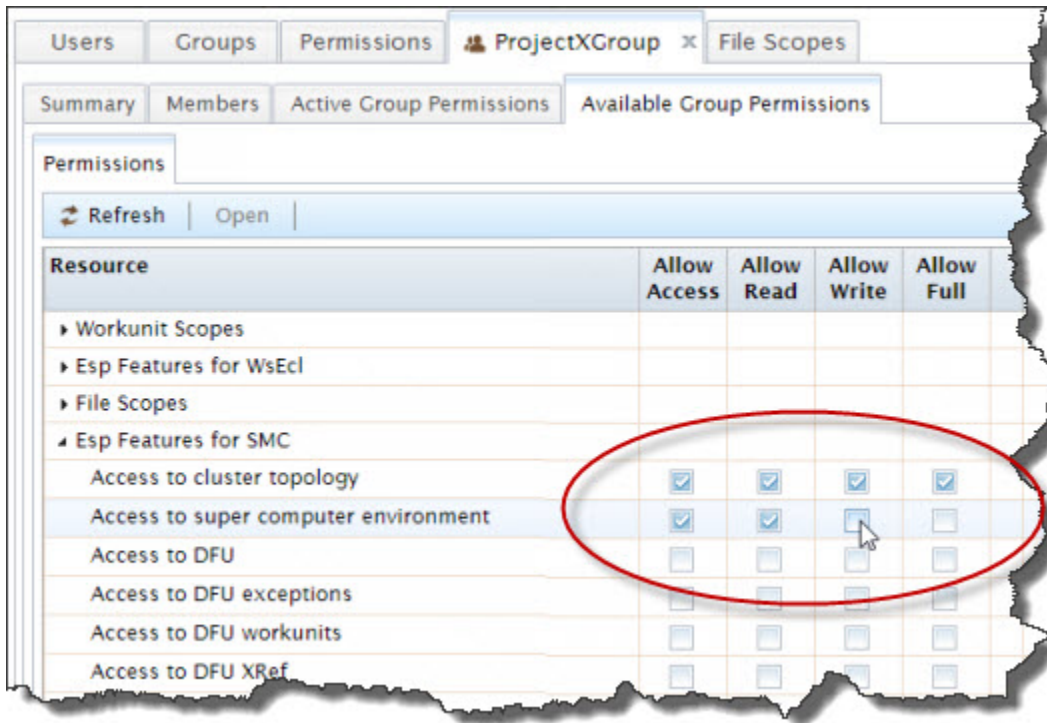 Users Groups Permissions ProjectXGroup x File Scopes
Summary Members Active Group Permissions Available Group Permissions
Permissions
Refresh Open
Resource Allow Access Allow Read Allow Write Allow Full
Workunit Scopes
Esp Features for WsEcl
File Scopes
Esp Features for SMC
Access to cluster topology
Access to super computer environment
Access to DFU
Access to DFU exceptions
Access to DFU workunits
Access to DFU XRef